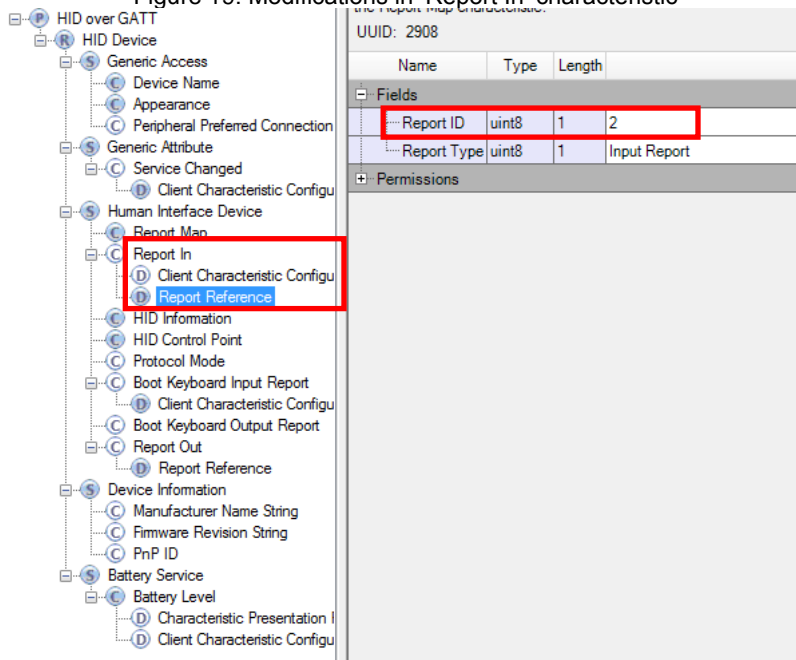 Figure 19: Modifications in 'Report In' characteristic
HID over GATT
HID Device
Generic Access
Device Name
Appearance
Peripheral Preferred Connection
Generic Attribute
Service Changed
Client Characteristic Configu
Human Interface Device
Report Map
Report In
Client Characteristic Configu
Report Reference
HID Information
HID Control Point
Protocol Mode
Boot Keyboard Input Report
Client Characteristic Configu
Boot Keyboard Output Report
Report Out
Report Reference
Device Information
Manufacturer Name String
Firmware Revision String
PnP ID
Battery Service
Battery Level
Characteristic Presentation
Client Characteristic Configu
the Report Map characteristic.
UUID: 2908
Name Type Length
Fields
Report ID uint8 1 2
Report Type uint8 1 Input Report
Permissions